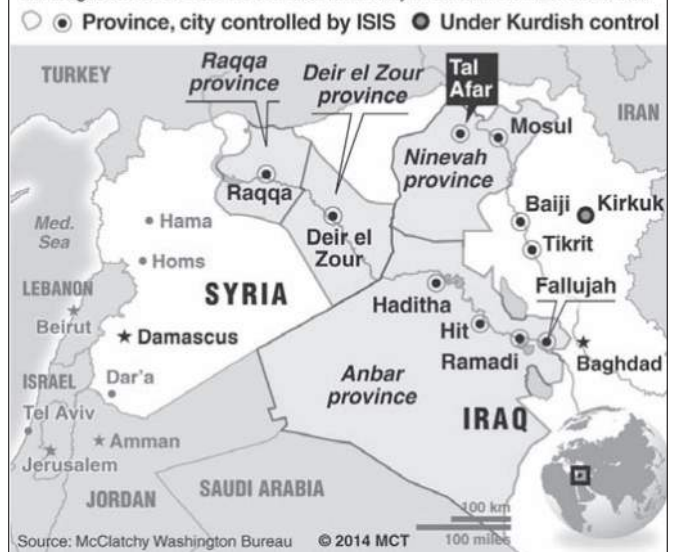 Province, city controlled by ISIS Under Kurdish control
TURKEY
Raqqa
province
Deir el Zour
province
Tal
Afar
IRAN
Mosul
Ninevah
province
Raqqa
Baiji
Kirkuk
Med.
Sea
Hama
Deir el
Zour
Tikrit
Homs
Fallujah
LEBANON
SYRIA
Haditha
Beirut
Damascus
Hit
Ramadi
Baghdad
ISRAEL
Dar'a
Anbar
province
Tel Aviv
IRAQ
Amman
Jerusalem
SAUDI ARABIA
JORDAN
100 km
100 miles
Source: McClatchy Washington Bureau © 2014 MCT